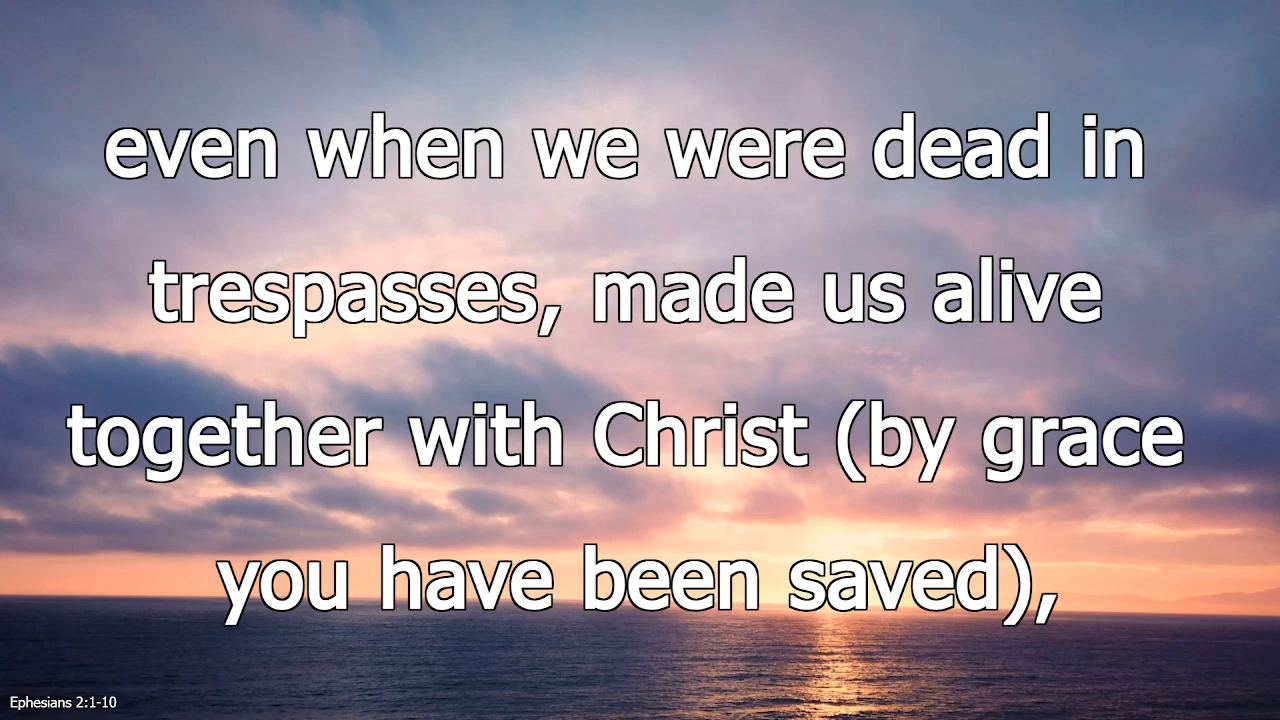 even when we were dead in
trespasses, made us alive
together with Christ (by grace
you have been saved),
Ephesians 2:1-10